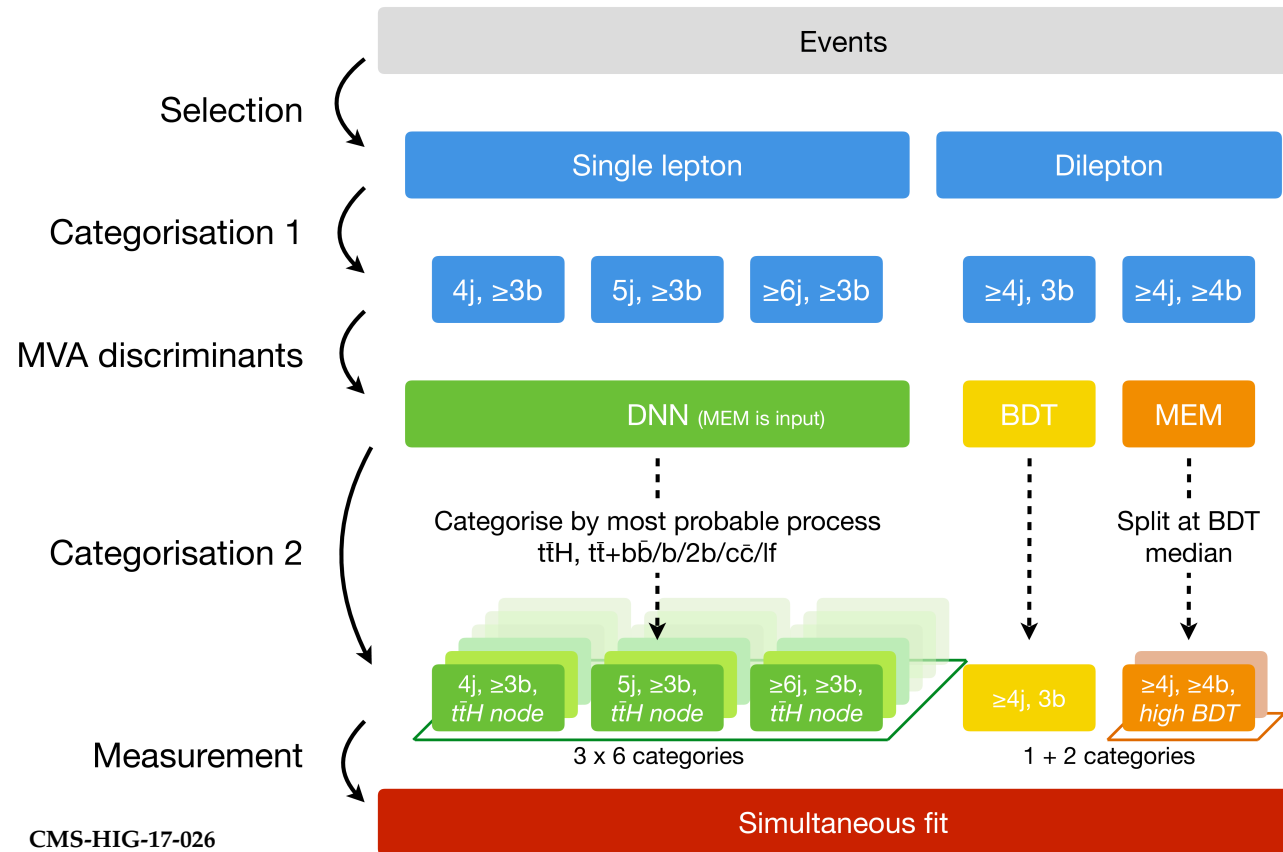 Events
Selection
Single lepton
Dilepton
Categorisation 1
4j, ≥3b
5j, ≥3b
≥6j, ≥3b
≥4j, 3b
≥4j, ≥4b
MVA discriminants
DNN (MEM is input)
BDT
MEM
Categorise by most probable process
tt̄H, tt̄+bb̄/b/2b/cc̄/lf
Split at BDT
median
Categorisation 2
4j, ≥3b,
tt̄H node
5j, ≥3b,
tt̄H node
≥6j, ≥3b,
tt̄H node
≥4j, 3b
≥4j, ≥4b,
high BDT
Measurement
3 x 6 categories
1 + 2 categories
Simultaneous fit
CMS-HIG-17-026